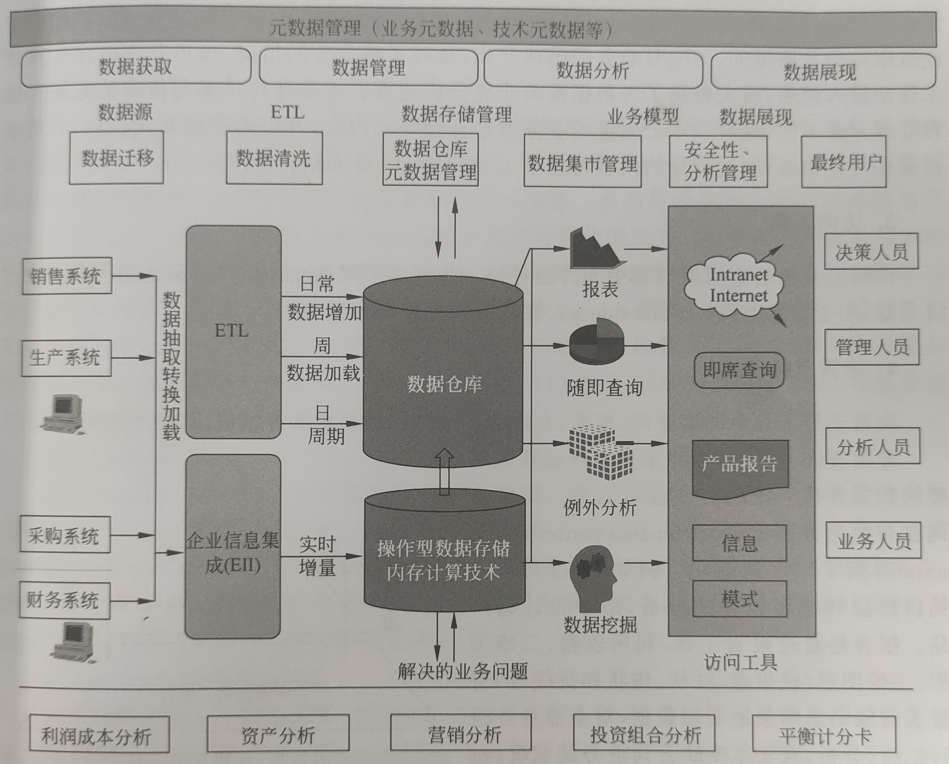 元数据管理（业务元数据、技术元数据等）
数据获取
数据管理
数据分析
数据展现
数据源
ETL
数据存储管理
业务模型
数据展现
数据迁移
数据清洗
数据仓库
元数据管理
数据集市管理
安全性、
分析管理
最终用户
销售系统
生产系统
采购系统
财务系统
数据抽取转换加载
ETL
企业信息集
成(EII)
日常
数据增加
周
数据加载
日
周期
实时
增量
数据仓库
操作型数据存储
内存计算技术
解决的业务问题
报表
随即查询
例外分析
数据挖掘
Intranet
Internet
即席查询
产品报告
信息
模式
访问工具
决策人员
管理人员
分析人员
业务人员
利润成本分析
资产分析
营销分析
投资组合分析
平衡计分卡